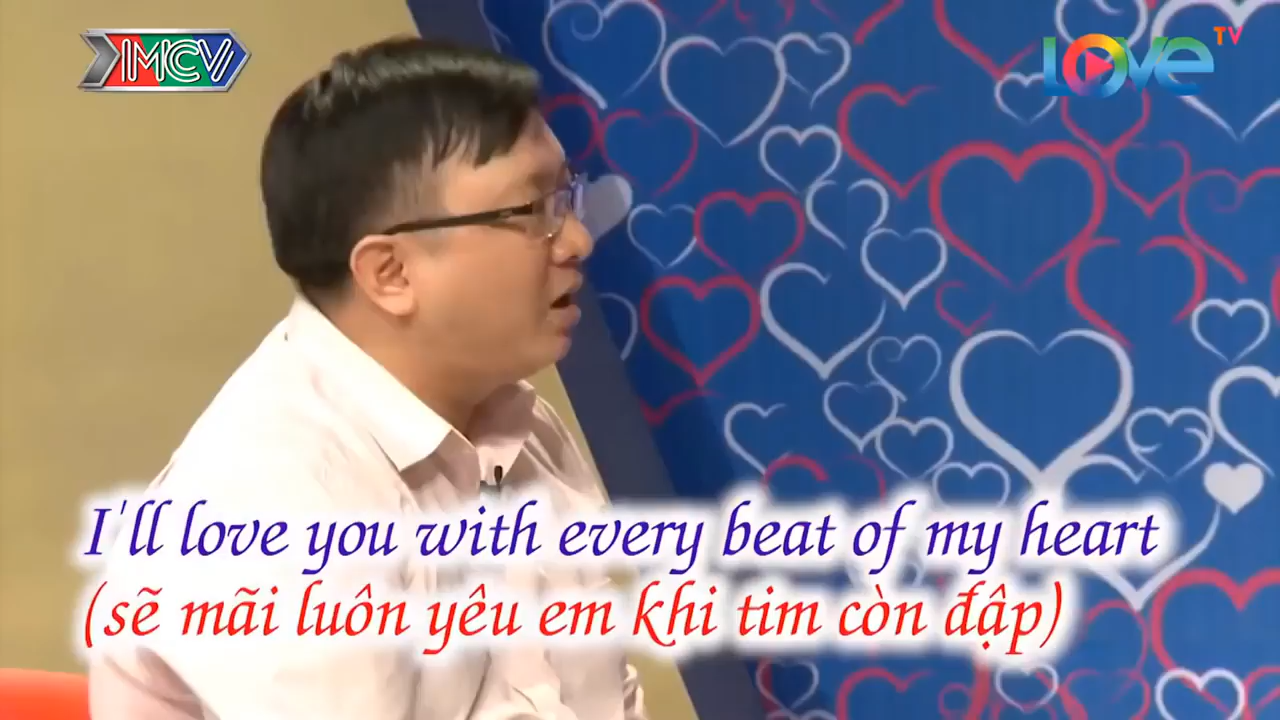 MCV
LOVE TV
I'll love you with every beat of my heart
(sẽ mãi luôn yêu em khi tim còn đập)